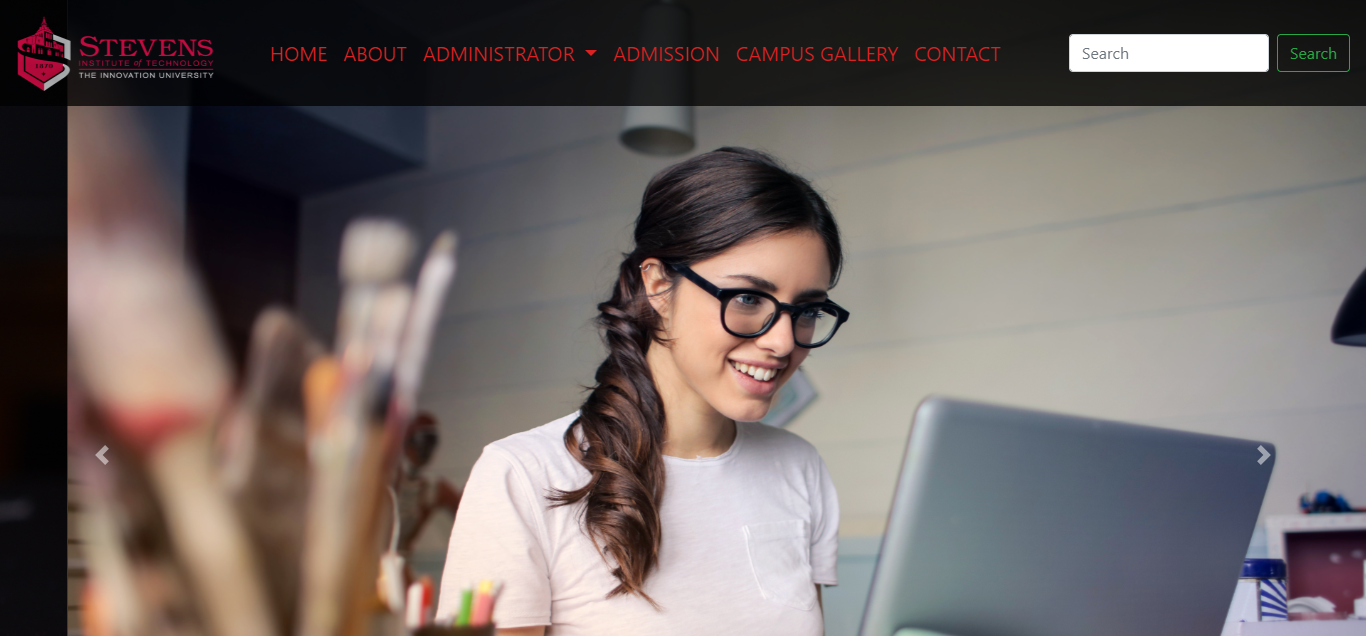 STEVENS
INSTITUTE of TECHNOLOGY
THE INNOVATION UNIVERSITY
1870
HOME ABOUT ADMINISTRATOR ADMISSION CAMPUS GALLERY CONTACT
Search Search